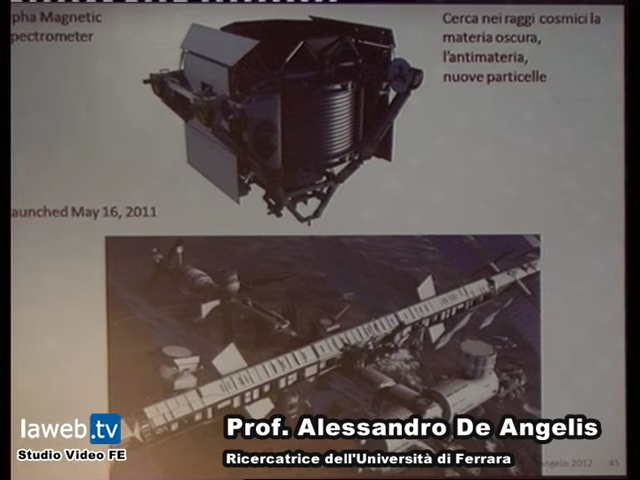 pha Magnetic
pectrometer
Cerca nei raggi cosmici la
materia oscura,
l'antimateria,
nuove particelle
aunched May 16, 2011
laweb.tv
Studio Video FE
Prof. Alessandro De Angelis
Ricercatrice dell'Università di Ferrara
angelis 2012 45